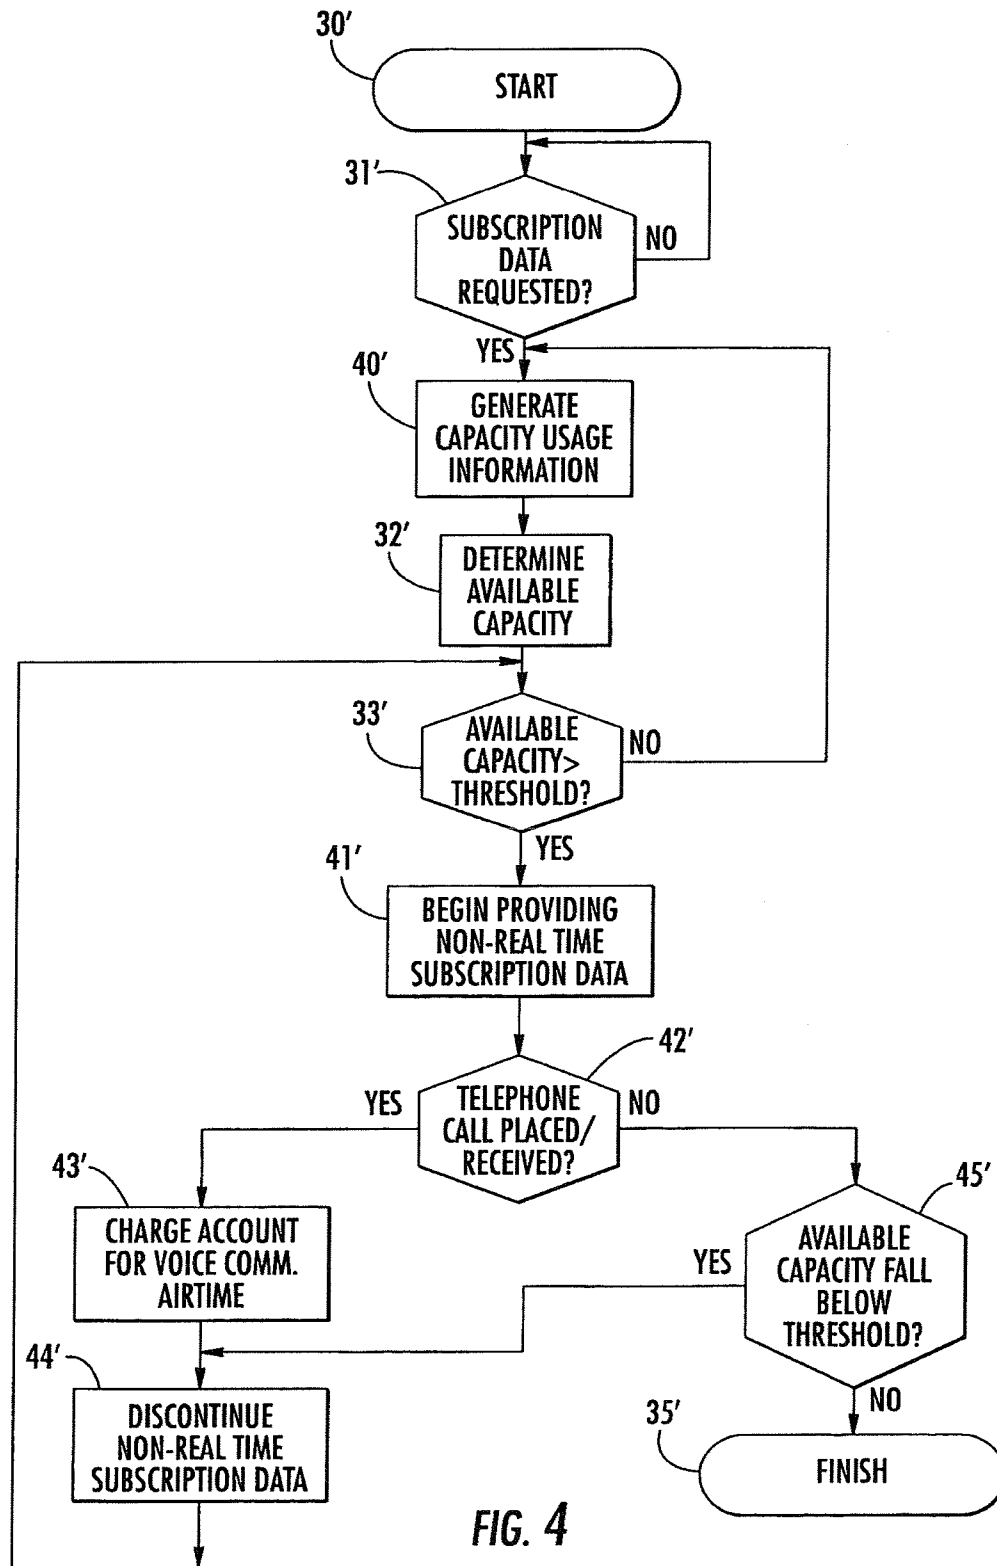 30'
START
31'
SUBSCRIPTION
DATA
REQUESTED?
NO
YES
40'
GENERATE
CAPACITY USAGE
INFORMATION
32'
DETERMINE
AVAILABLE
CAPACITY
33'
AVAILABLE
CAPACITY>
THRESHOLD?
NO
YES
41'
BEGIN PROVIDING
NON-REAL TIME
SUBSCRIPTION DATA
42'
YES
TELEPHONE
CALL PLACED/
RECEIVED?
NO
43'
CHARGE ACCOUNT
FOR VOICE COMM.
AIRTIME
45'
YES
AVAILABLE
CAPACITY FALL
BELOW
THRESHOLD?
NO
44'
DISCONTINUE
NON-REAL TIME
SUBSCRIPTION DATA
35'
FINISH
FIG. 4